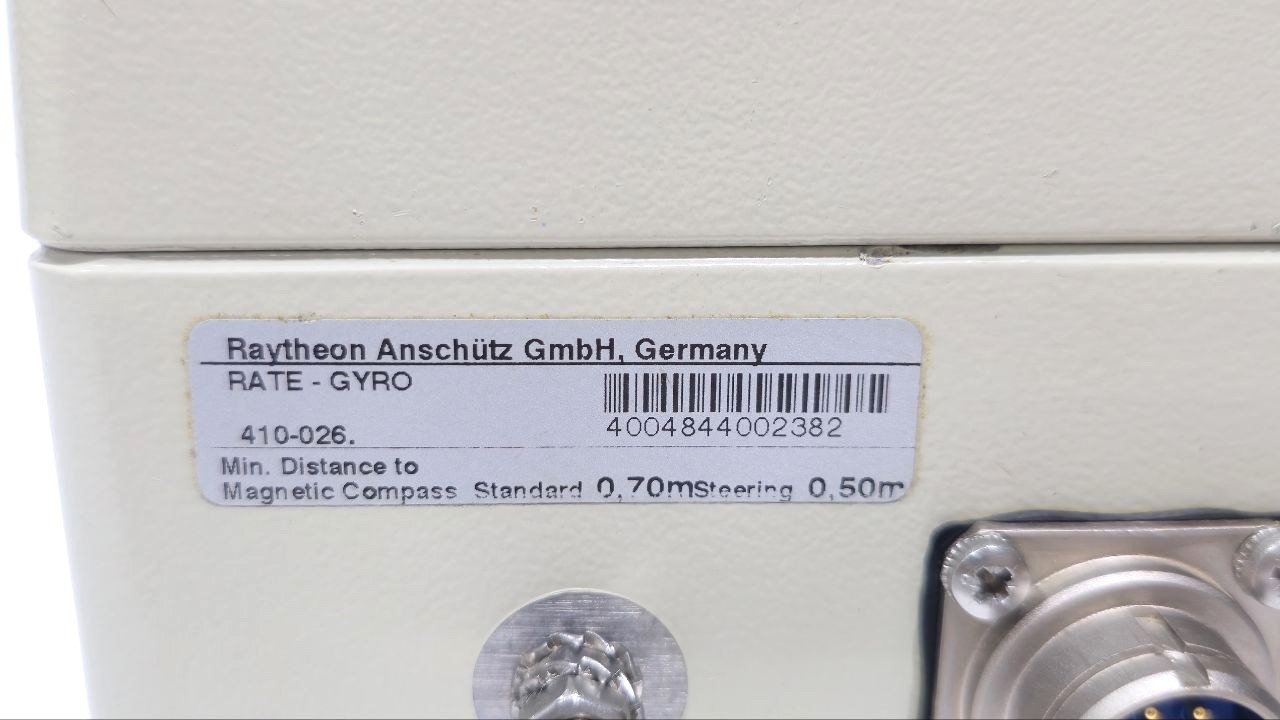 Raytheon Anschütz GmbH, Germany
RATE - GYRO
4004844002382
410-026.
Min. Distance to
Magnetic Compass Standard 0,70m Steering 0,50m